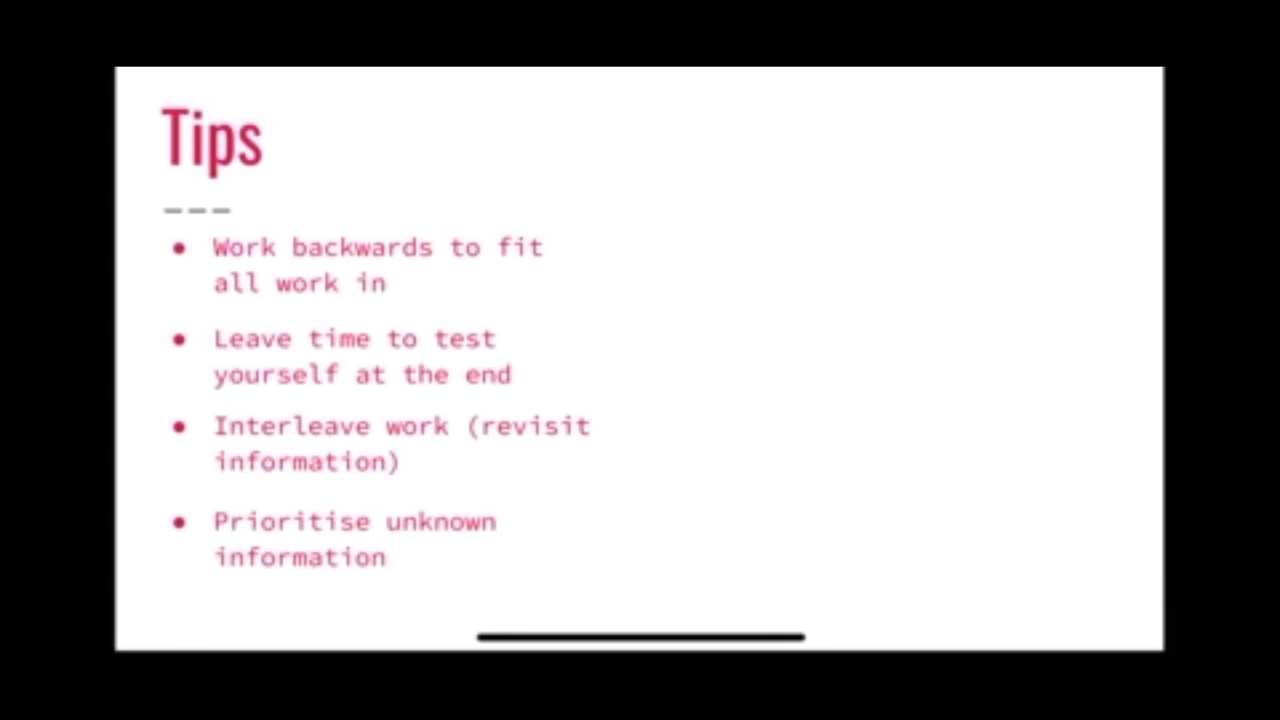 Tips
● Work backwards to fit
all work in
● Leave time to test
yourself at the end
● Interleave work (revisit
information)
● Prioritise unknown
information